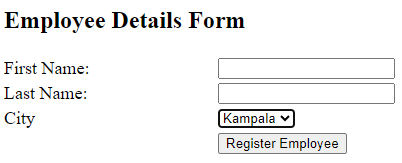 Employee Details Form
First Name:
Last Name:
City Kampala
Register Employee